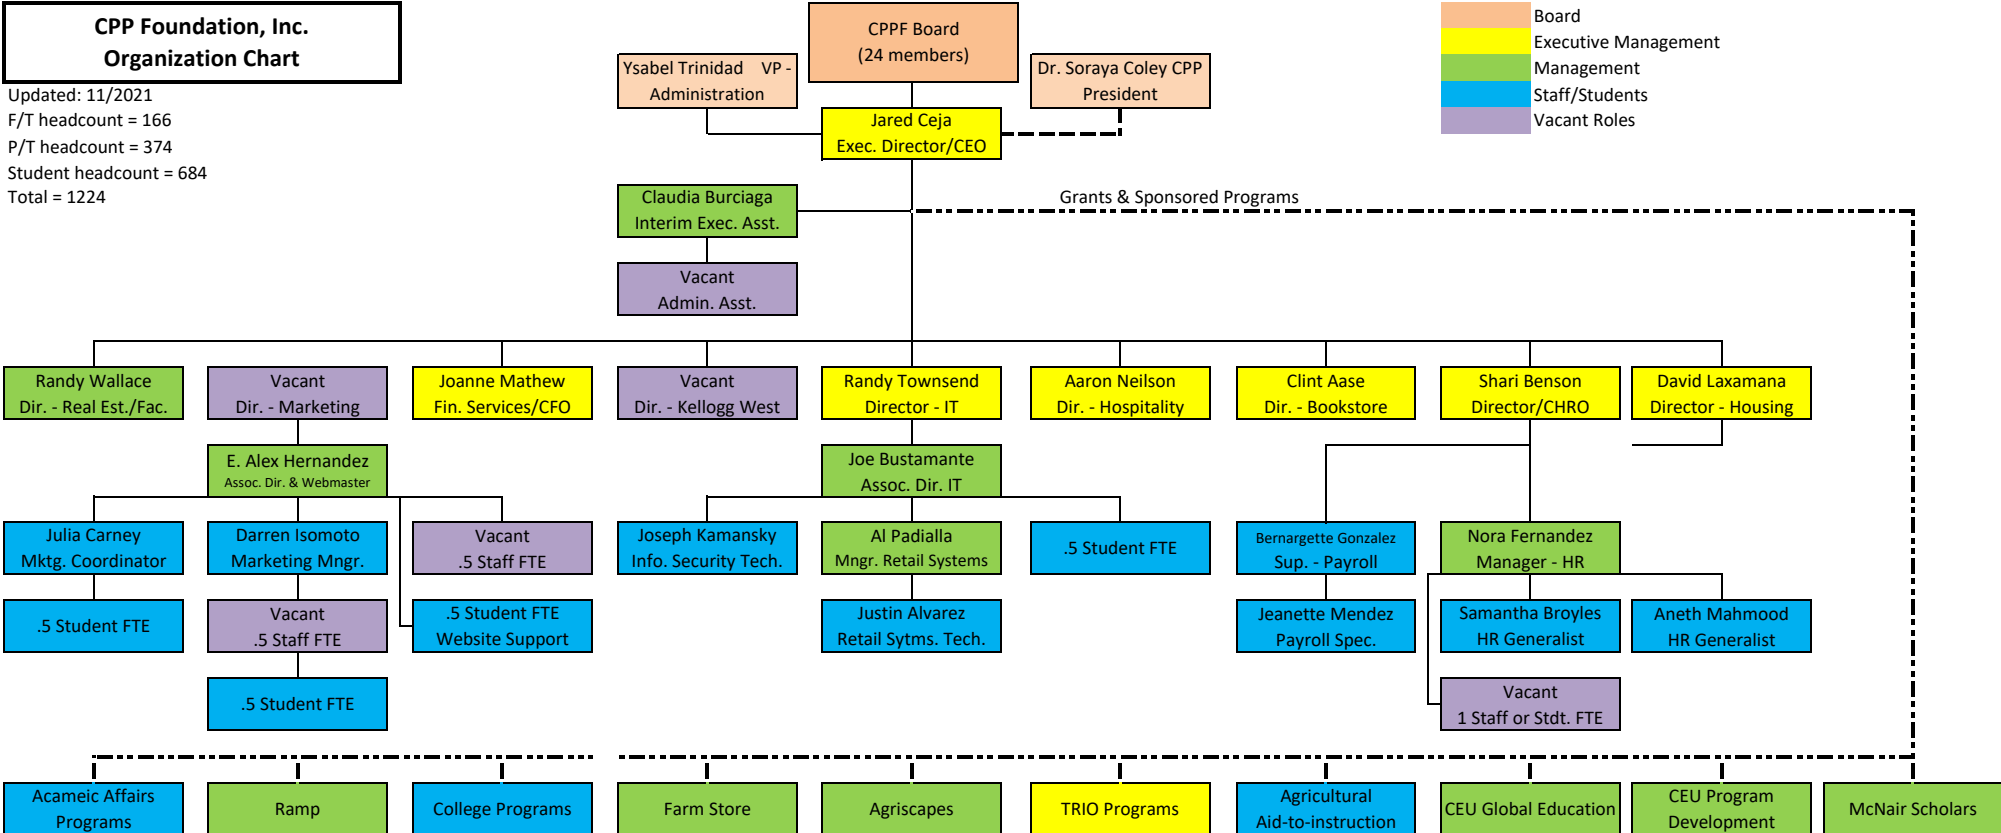 CPP Foundation, Inc.
Organization Chart
Updated: 11/2021
F/T headcount = 166
P/T headcount = 374
Student headcount = 684
Total = 1224
CPPF Board
(24 members)
Ysabel Trinidad VP -
Administration
Dr. Soraya Coley CPP
President
Jared Ceja
Exec. Director/CEO
Board
Executive Management
Management
Staff/Students
Vacant Roles
Claudia Burciaga
Interim Exec. Asst.
Grants & Sponsored Programs
Vacant
Admin. Asst.
Randy Wallace
Dir. - Real Est./Fac.
Vacant
Dir. - Marketing
Joanne Mathew
Fin. Services/CFO
Vacant
Dir. - Kellogg West
Randy Townsend
Director - IT
Aaron Neilson
Dir. - Hospitality
Clint Aase
Dir. - Bookstore
Shari Benson
Director/CHRO
David Laxamana
Director - Housing
E. Alex Hernandez
Assoc. Dir. & Webmaster
Joe Bustamante
Assoc. Dir. IT
Julia Carney
Mktg. Coordinator
Darren Isomoto
Marketing Mngr.
Vacant
.5 Staff FTE
Joseph Kamansky
Info. Security Tech.
Al Padialla
Mngr. Retail Systems
.5 Student FTE
Bernargette Gonzalez
Sup. - Payroll
Nora Fernandez
Manager - HR
.5 Student FTE
Vacant
.5 Staff FTE
.5 Student FTE
Website Support
Justin Alvarez
Retail Sytms. Tech.
Jeanette Mendez
Payroll Spec.
Samantha Broyles
HR Generalist
Aneth Mahmood
HR Generalist
.5 Student FTE
Vacant
1 Staff or Stdt. FTE
Acameic Affairs
Programs
Ramp
College Programs
Farm Store
Agriscapes
TRIO Programs
Agricultural
Aid-to-instruction
CEU Global Education
CEU Program
Development
McNair Scholars